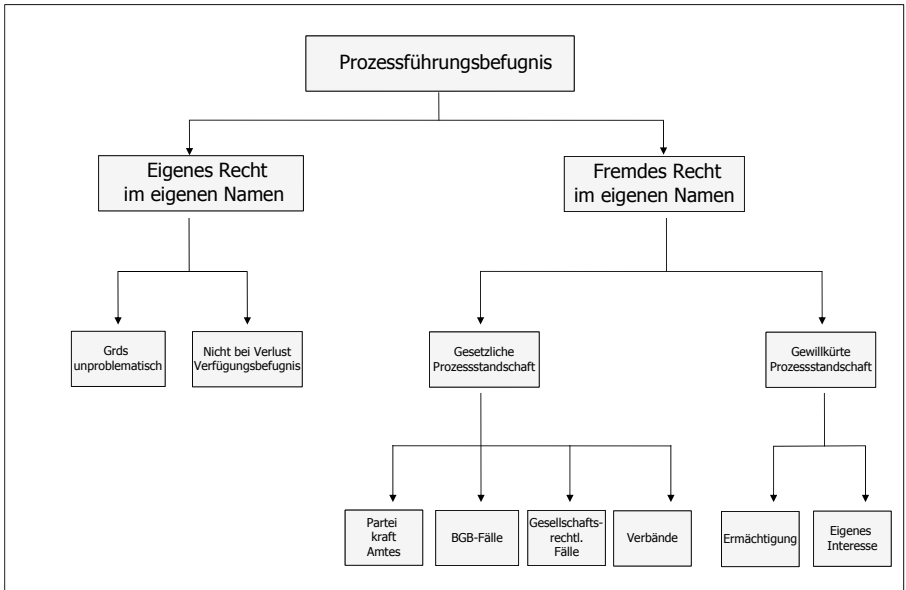 Prozessführungsbefugnis
Eigenes Recht
im eigenen Namen
Fremdes Recht
im eigenen Namen
Grds
unproblematisch
Nicht bei Verlust
Verfügungsbefugnis
Gesetzliche
Prozessstandschaft
Gewillkürte
Prozessstandschaft
Partei
kraft
Amtes
BGB-Fälle
Gesellschafts-
rechtl.
Fälle
Verbände
Ermächtigung
Eigenes
Interesse